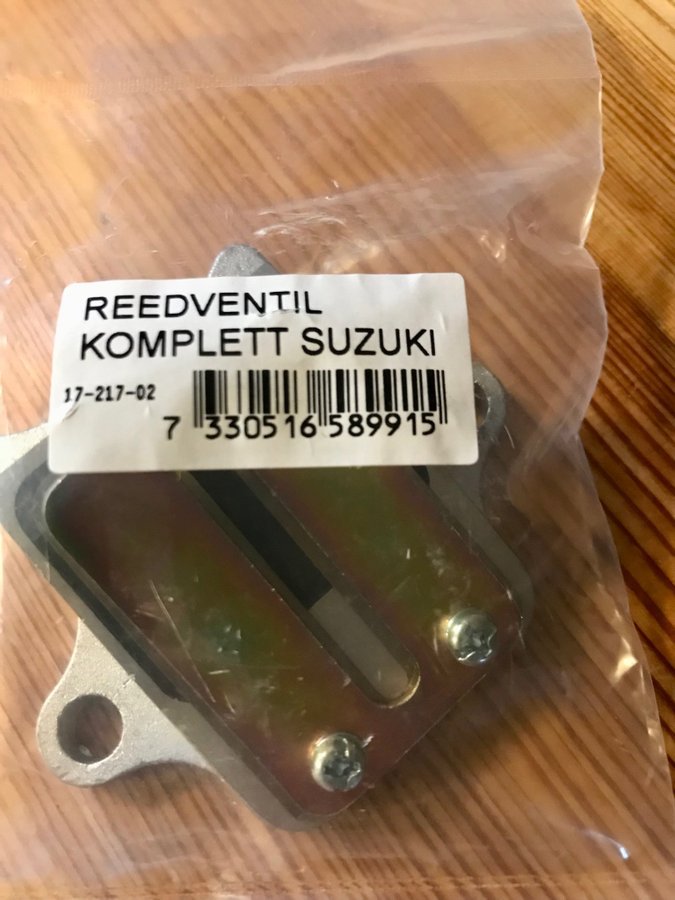 REEDVENTIL
KOMPLETT SUZUKI
17-217-02
7 330516 589915